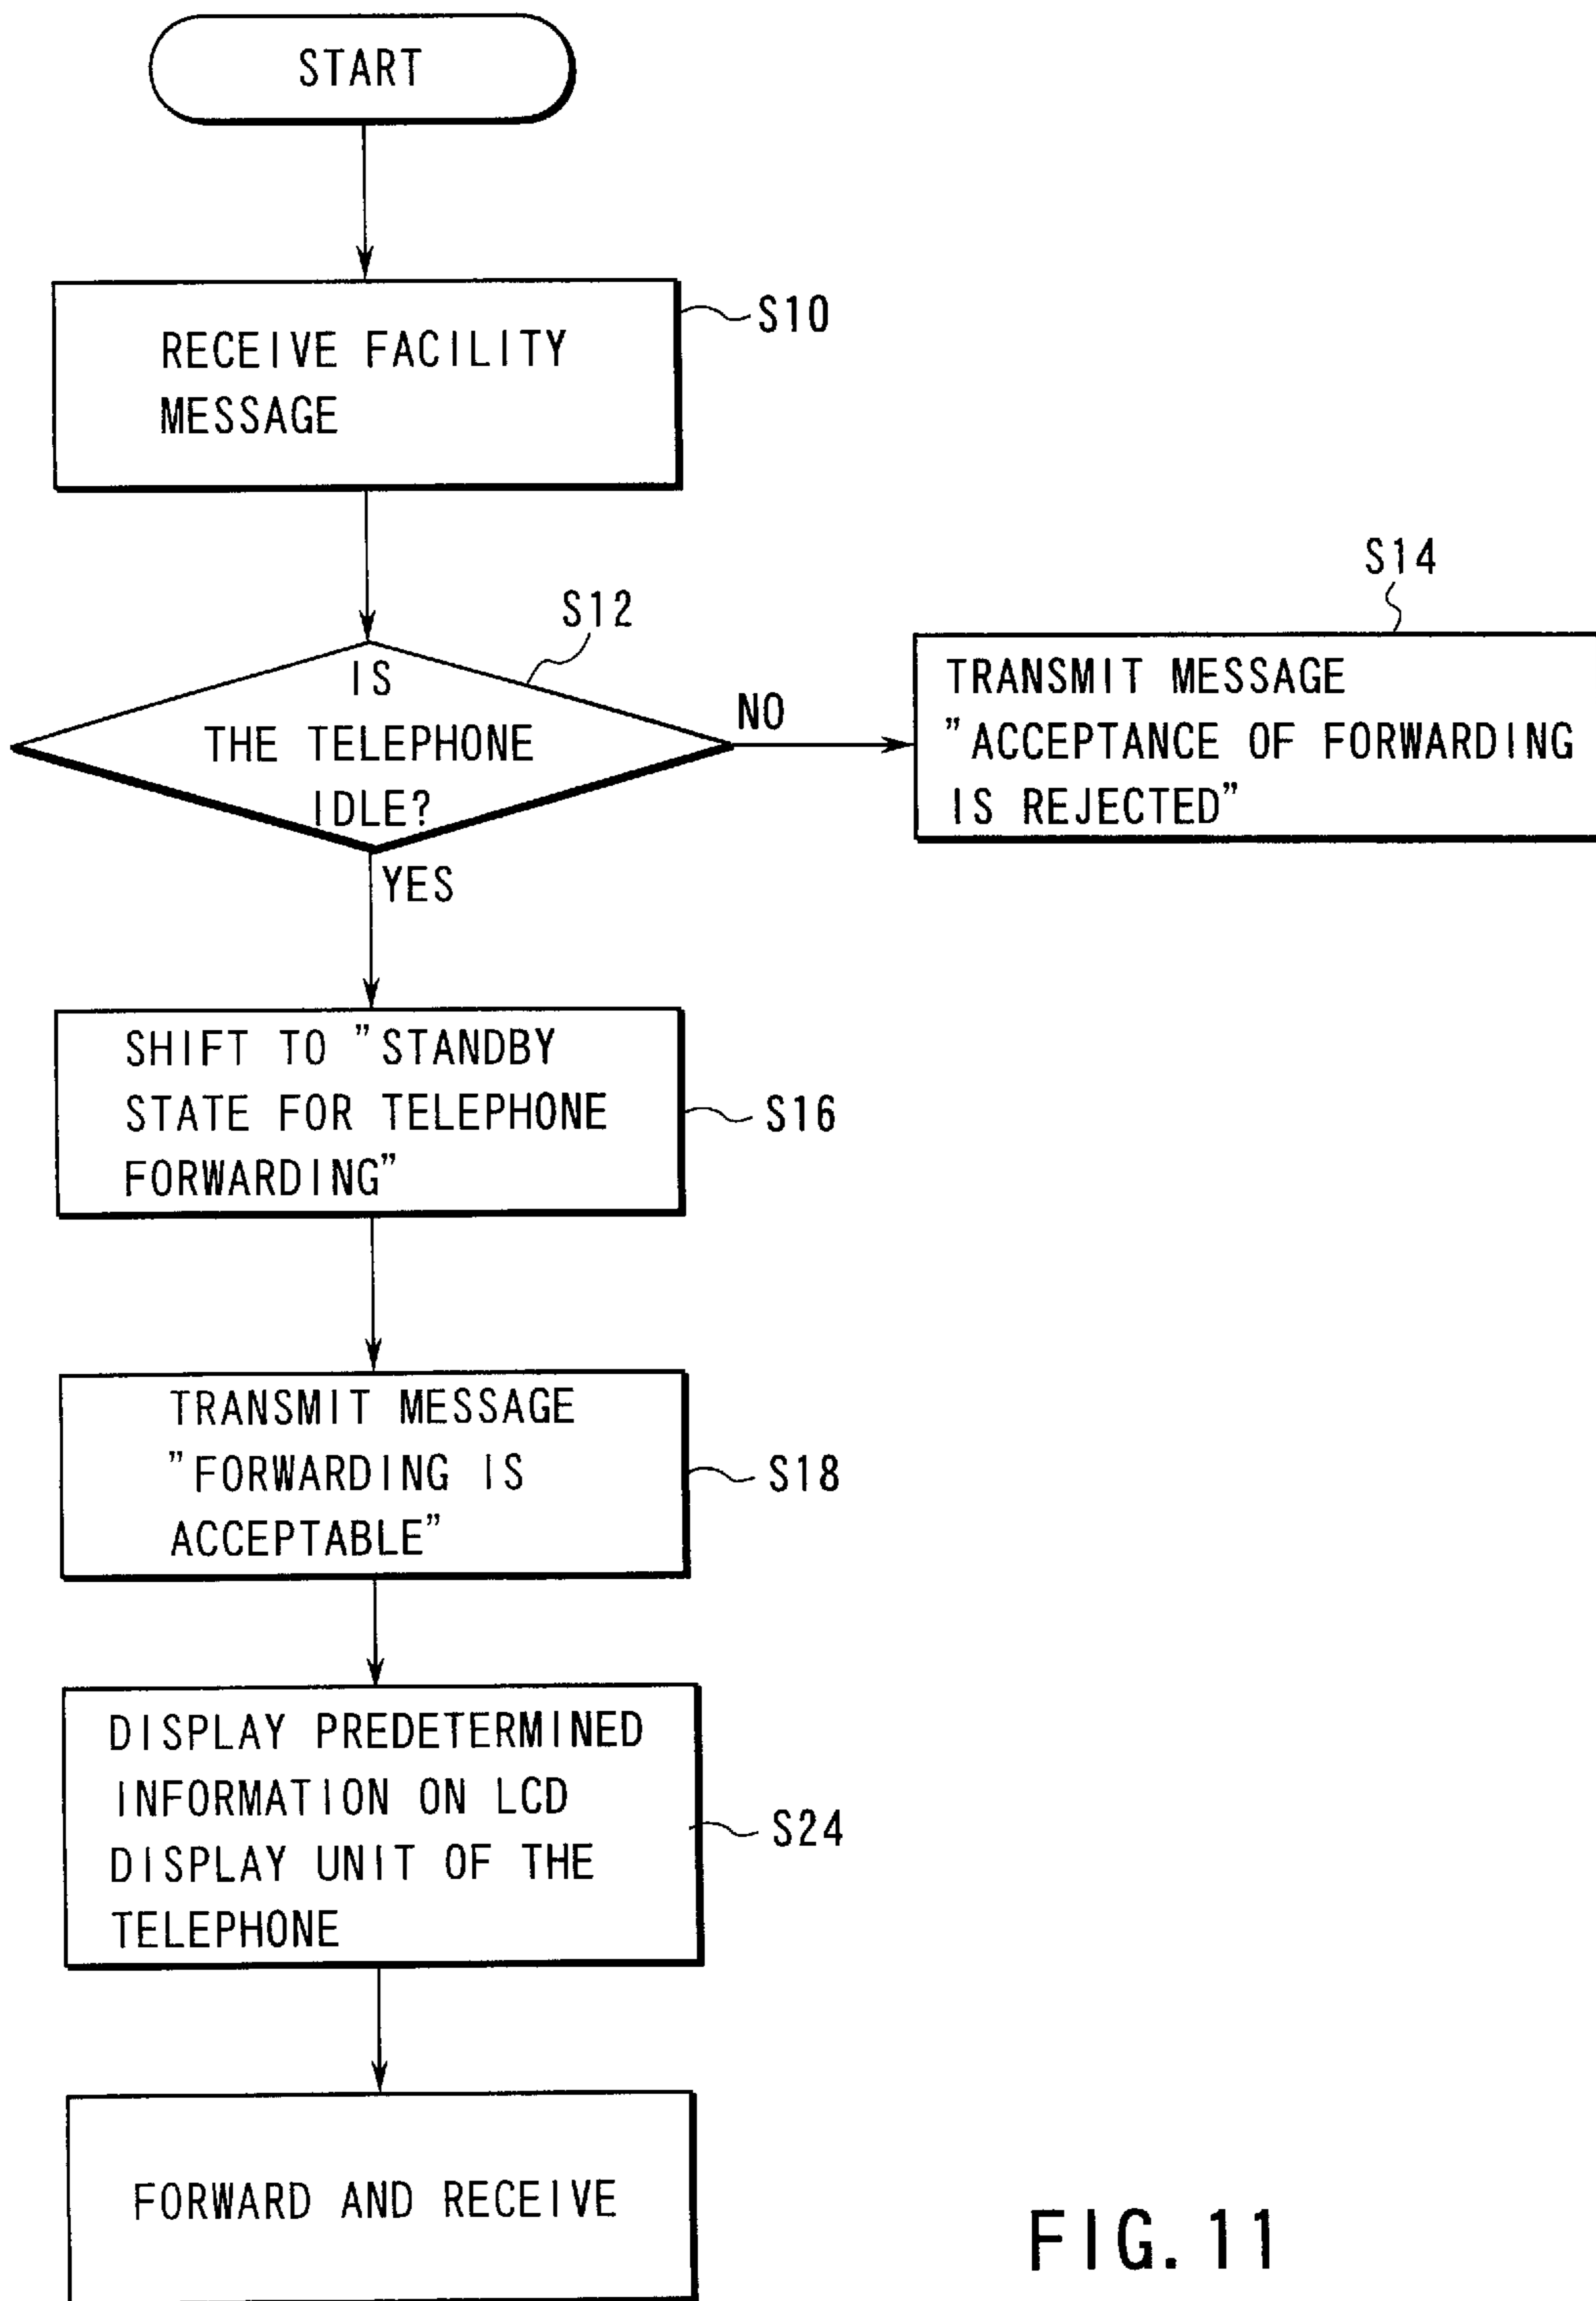 START
RECEIVE FACILITY
MESSAGE
S10
S12
IS
THE TELEPHONE
IDLE?
NO
YES
S14
TRANSMIT MESSAGE
"ACCEPTANCE OF FORWARDING
IS REJECTED"
SHIFT TO "STANDBY
STATE FOR TELEPHONE
FORWARDING"
S16
TRANSMIT MESSAGE
"FORWARDING IS
ACCEPTABLE"
S18
DISPLAY PREDETERMINED
INFORMATION ON LCD
DISPLAY UNIT OF THE
TELEPHONE
S24
FORWARD AND RECEIVE
FIG. 11